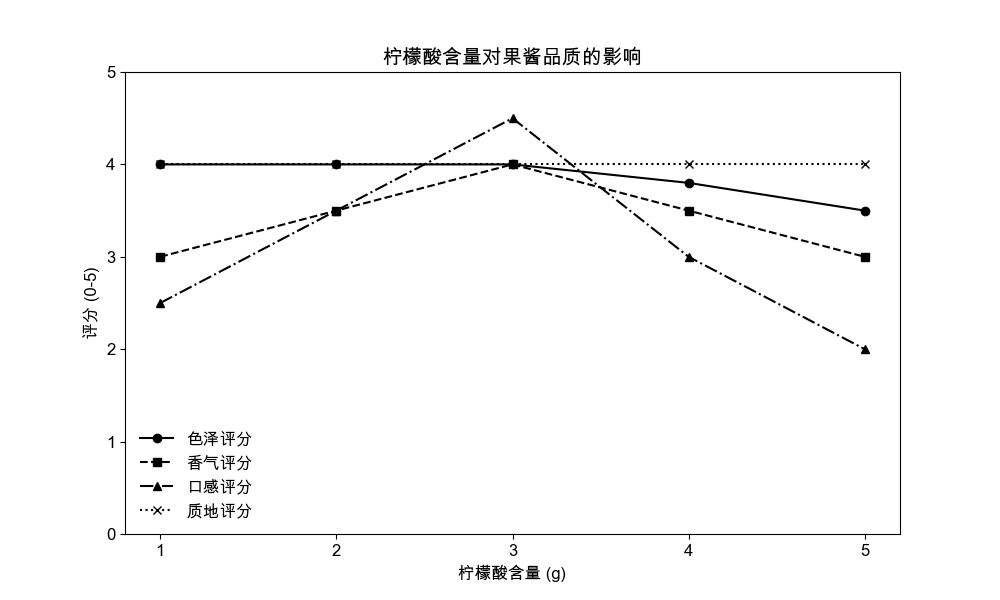 柠檬酸含量对果酱品质的影响
5
4
3
2
1
0
评分 (0-5)
色泽评分
香气评分
口感评分
质地评分
1 2 3 4 5
柠檬酸含量 (g)